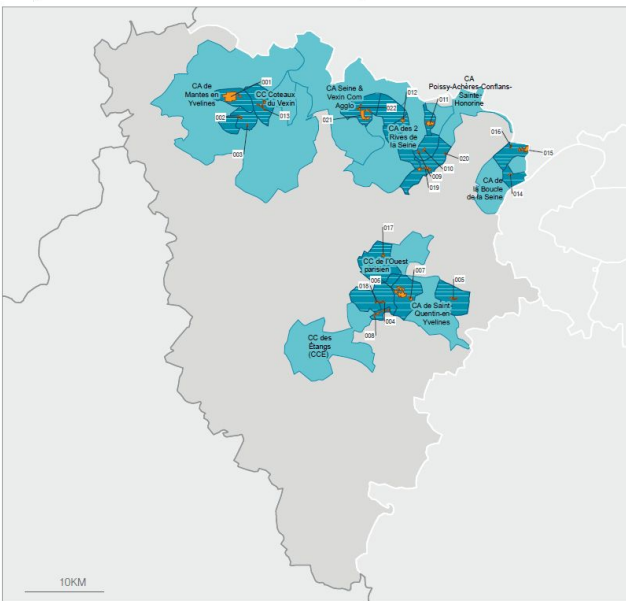 CA
Poissy-Achères-Conflans-
Sainte
Honorine
CA de
Mantes en
Yvelines
001
CC Coteaux
du Vexin
002
013
003
CA Seine &
Vexin Com
Agglo
022
021
012
011
CA des 2
Rives de
la Seine
020
010
009
019
016
015
CA de
la Boucle
de la Seine
014
017
CC de l'Ouest
parisien
007
005
006
018
CA de Saint
Quentin-en
Yvelines
004
008
CC des
Étangs
(CCE)
10KM